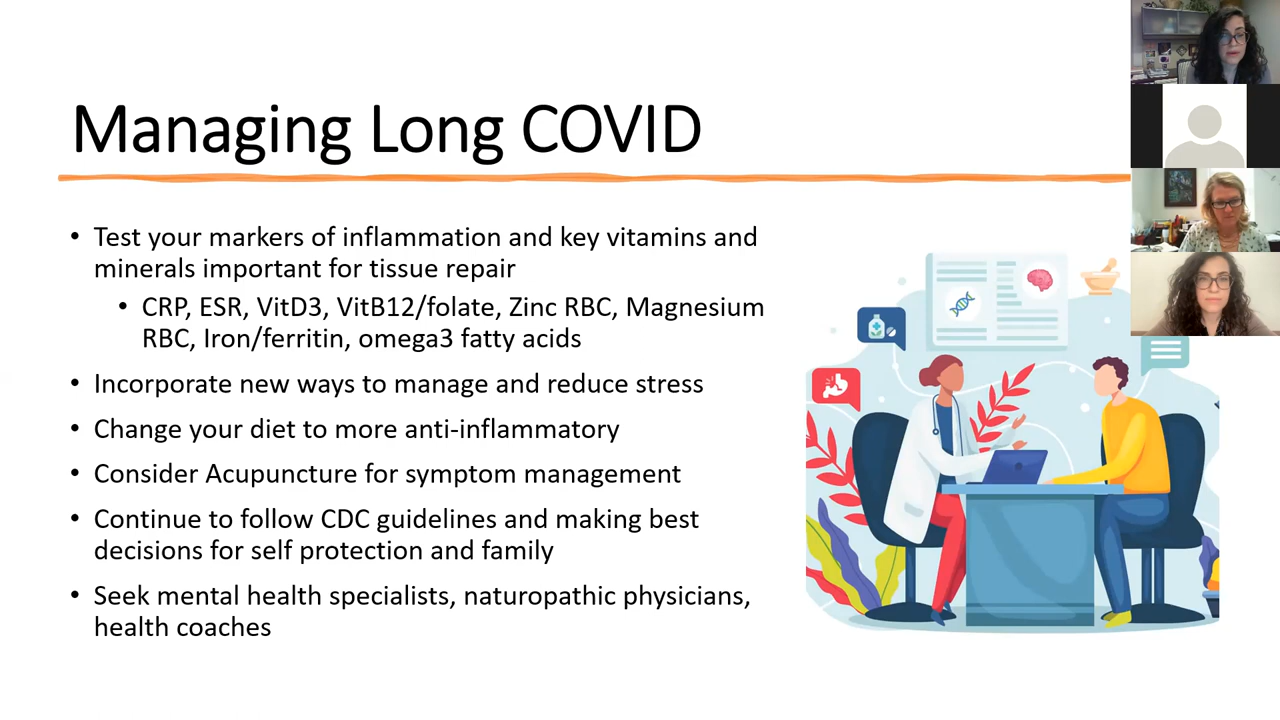 Managing Long COVID
• Test your markers of inflammation and key vitamins and
minerals important for tissue repair
• CRP, ESR, VitD3, VitB12/folate, Zinc RBC, Magnesium
RBC, Iron/ferritin, omega3 fatty acids
• Incorporate new ways to manage and reduce stress
• Change your diet to more anti-inflammatory
• Consider Acupuncture for symptom management
• Continue to follow CDC guidelines and making best
decisions for self protection and family
• Seek mental health specialists, naturopathic physicians,
health coaches